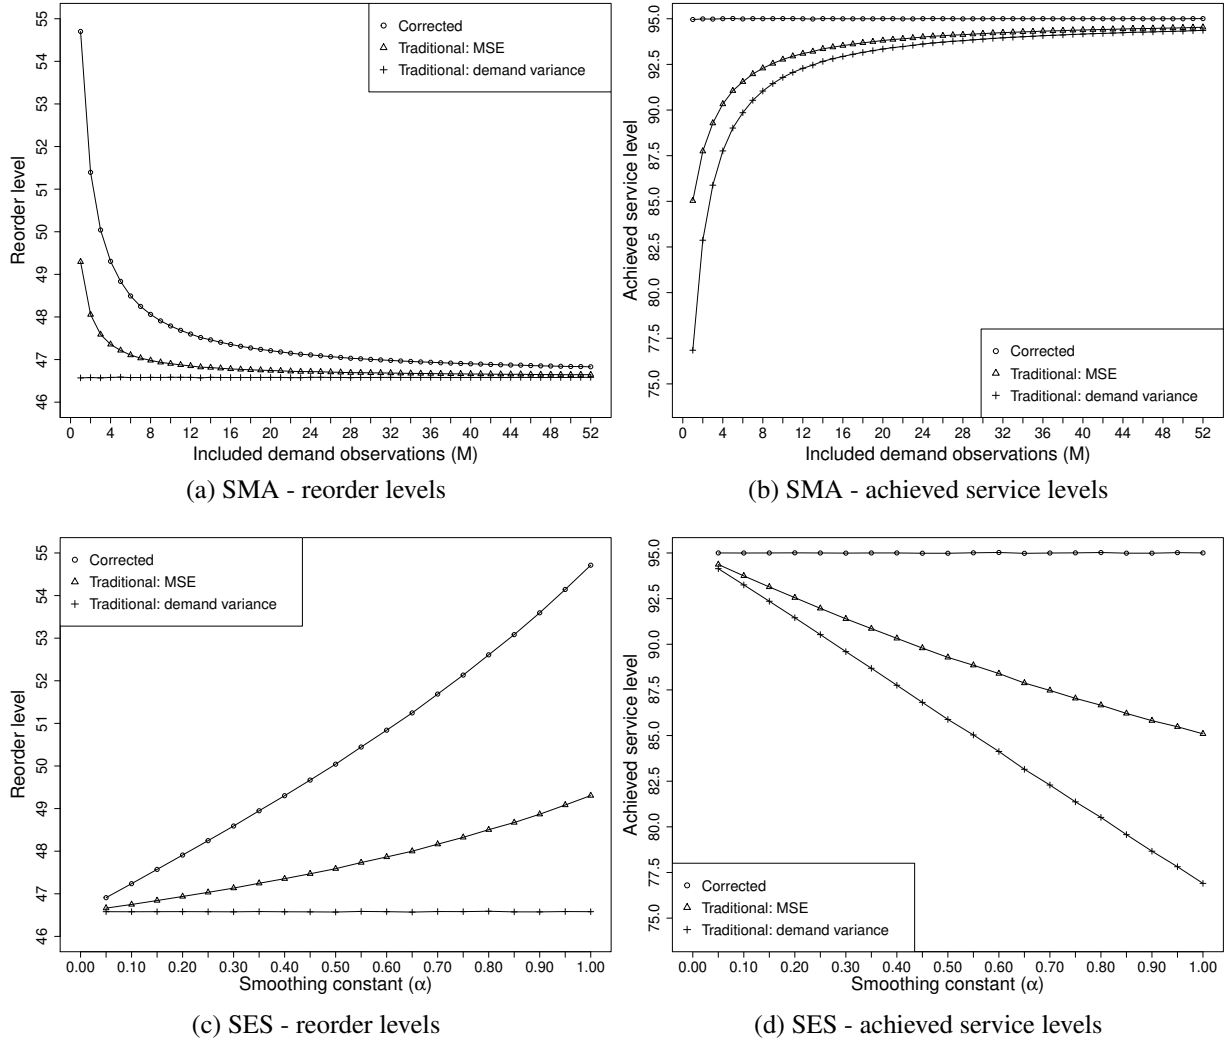 55
54
53
52
51
50
49
48
47
46
Reorder level
Corrected
Traditional: MSE
Traditional: demand variance
0 4 8 12 16 20 24 28 32 36 40 44 48 52
Included demand observations (M)
(a) SMA - reorder levels
95.0
92.5
90.0
87.5
85.0
82.5
80.0
77.5
75.0
Achieved service level
Corrected
Traditional: MSE
Traditional: demand variance
0 4 8 12 16 20 24 28 32 36 40 44 48 52
Included demand observations (M)
(b) SMA - achieved service levels
55
54
53
52
51
50
49
48
47
46
Reorder level
Corrected
Traditional: MSE
Traditional: demand variance
0.00 0.10 0.20 0.30 0.40 0.50 0.60 0.70 0.80 0.90 1.00
Smoothing constant (α)
(c) SES - reorder levels
95.0
92.5
90.0
87.5
85.0
82.5
80.0
77.5
75.0
Achieved service level
Corrected
Traditional: MSE
Traditional: demand variance
0.00 0.10 0.20 0.30 0.40 0.50 0.60 0.70 0.80 0.90 1.00
Smoothing constant (α)
(d) SES - achieved service levels